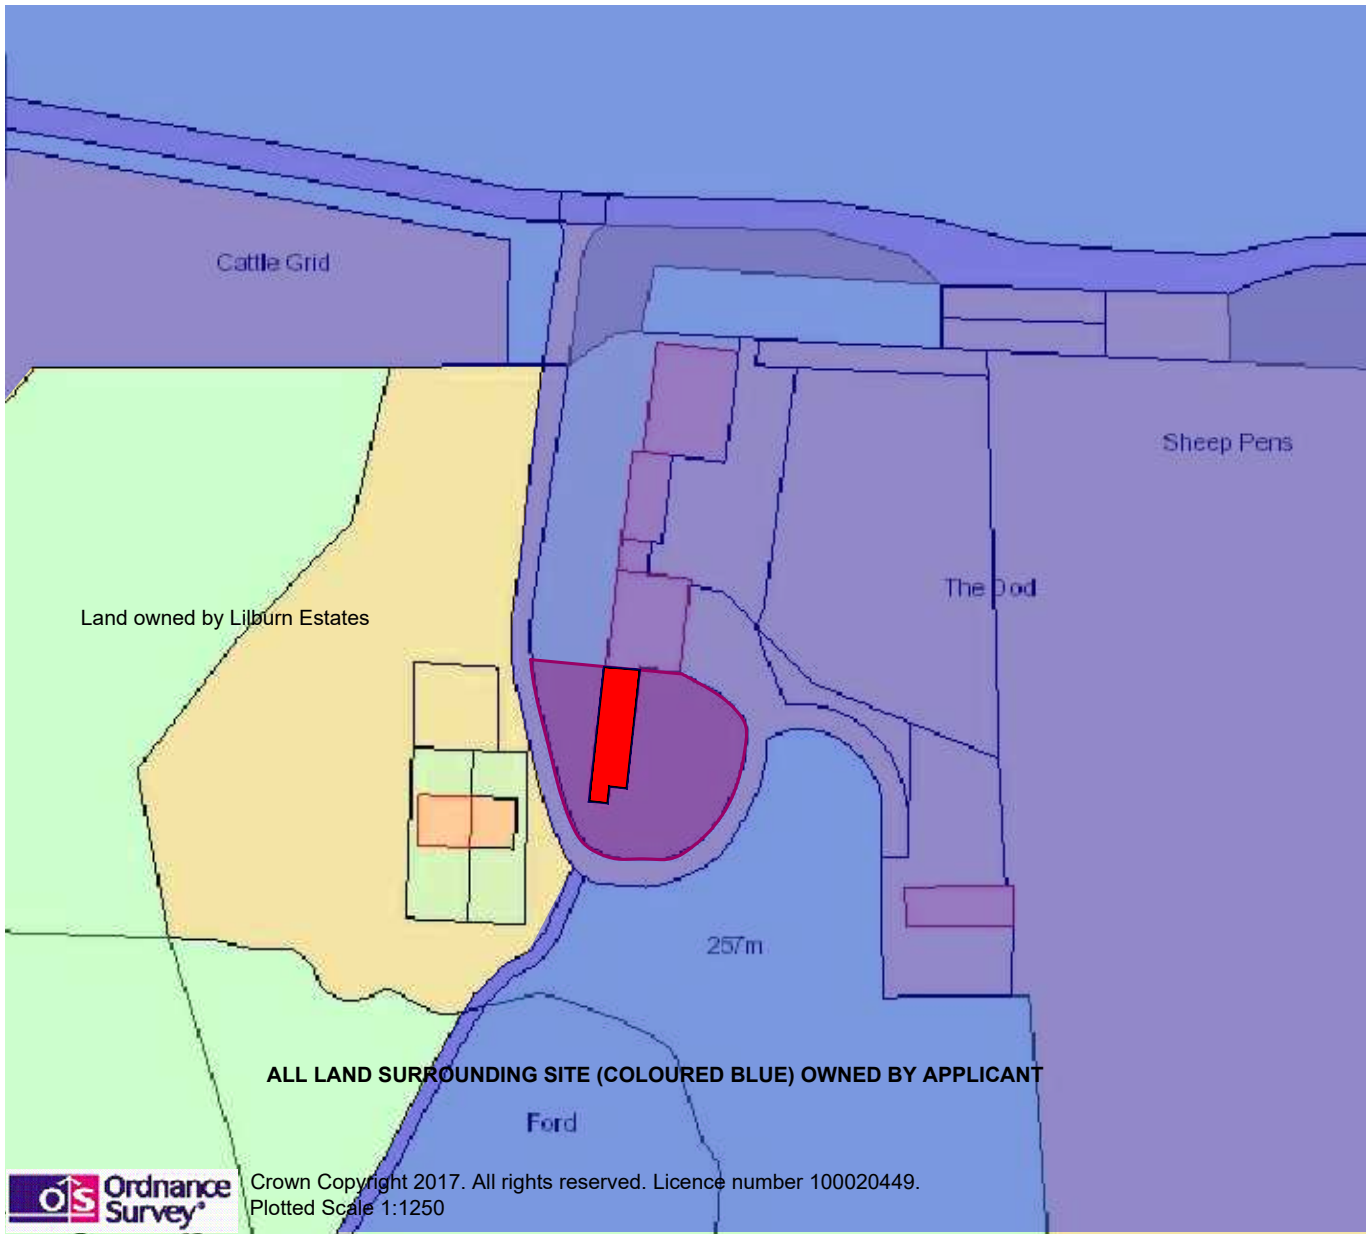 Cattle Grid
Sheep Pens
The Dod
Land owned by Lilburn Estates
257m
ALL LAND SURROUNDING SITE (COLOURED BLUE) OWNED BY APPLICANT
Ford
OS Ordnance
Survey®
Crown Copyright 2017. All rights reserved. Licence number 100020449.
Plotted Scale 1:1250